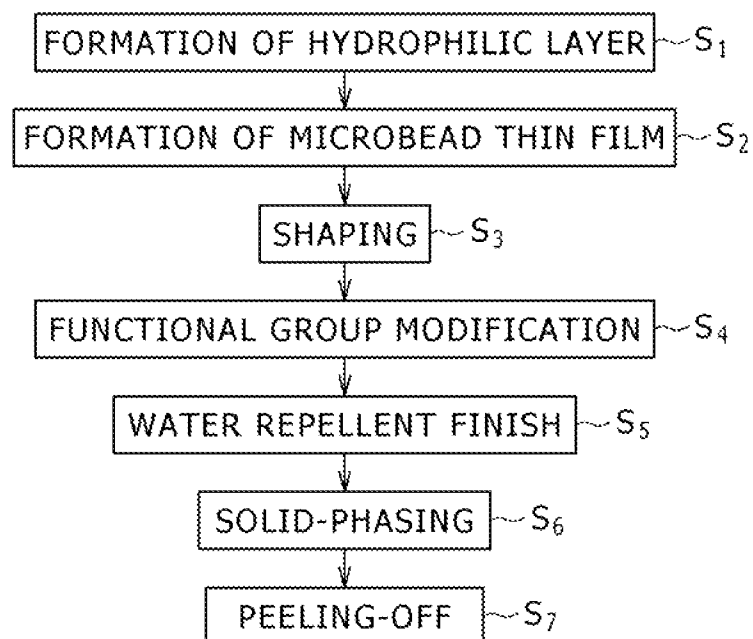 FORMATION OF HYDROPHILIC LAYER S1
FORMATION OF MICROBEAD THIN FILM S2
SHAPING S3
FUNCTIONAL GROUP MODIFICATION S4
WATER REPELLENT FINISH S5
SOLID-PHASING S6
PEELING-OFF S7